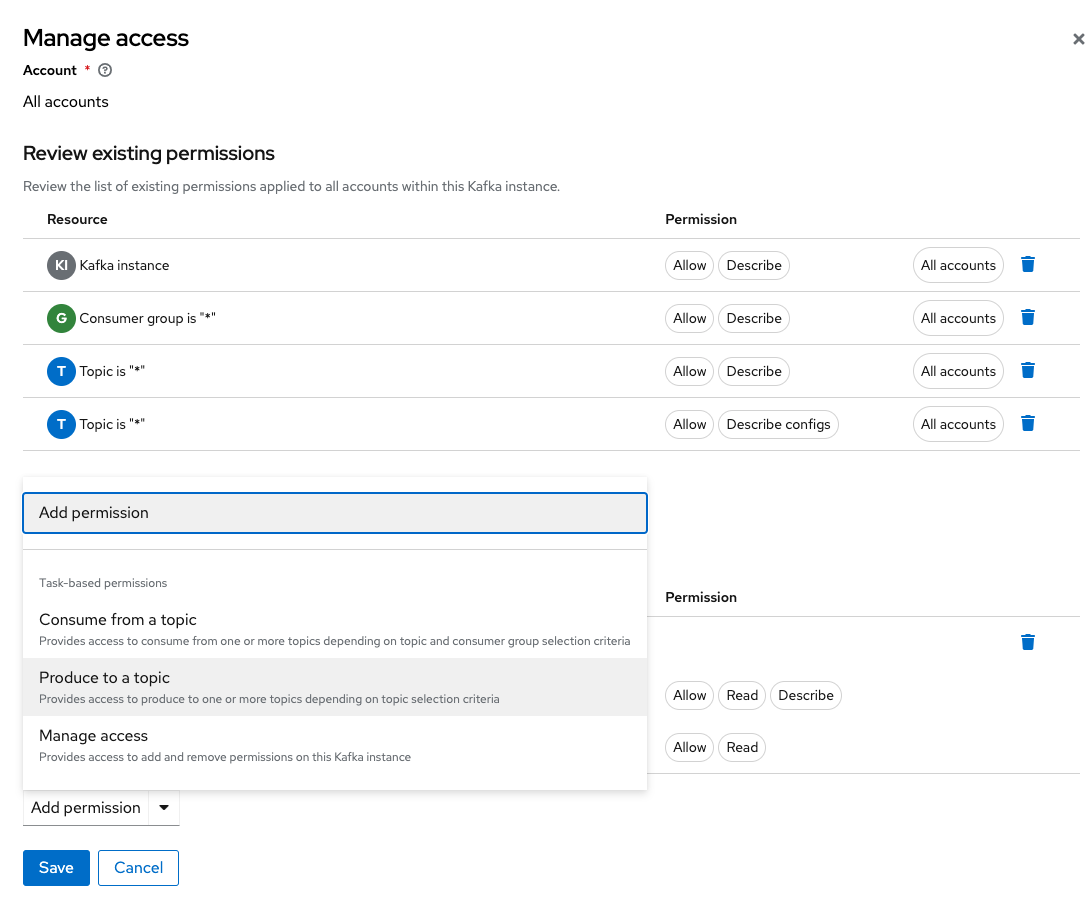 Manage access
Account *
All accounts
Review existing permissions
Review the list of existing permissions applied to all accounts within this Kafka instance.
Resource Permission
KI Kafka instance Allow Describe All accounts
G Consumer group is "*" Allow Describe All accounts
T Topic is "*" Allow Describe All accounts
T Topic is "*" Allow Describe configs All accounts
Add permission
Task-based permissions
Permission
Consume from a topic
Provides access to consume from one or more topics depending on topic and consumer group selection criteria
Produce to a topic
Provides access to produce to one or more topics depending on topic selection criteria
Allow Read Describe
Manage access
Provides access to add and remove permissions on this Kafka instance
Allow Read
Add permission
Save Cancel